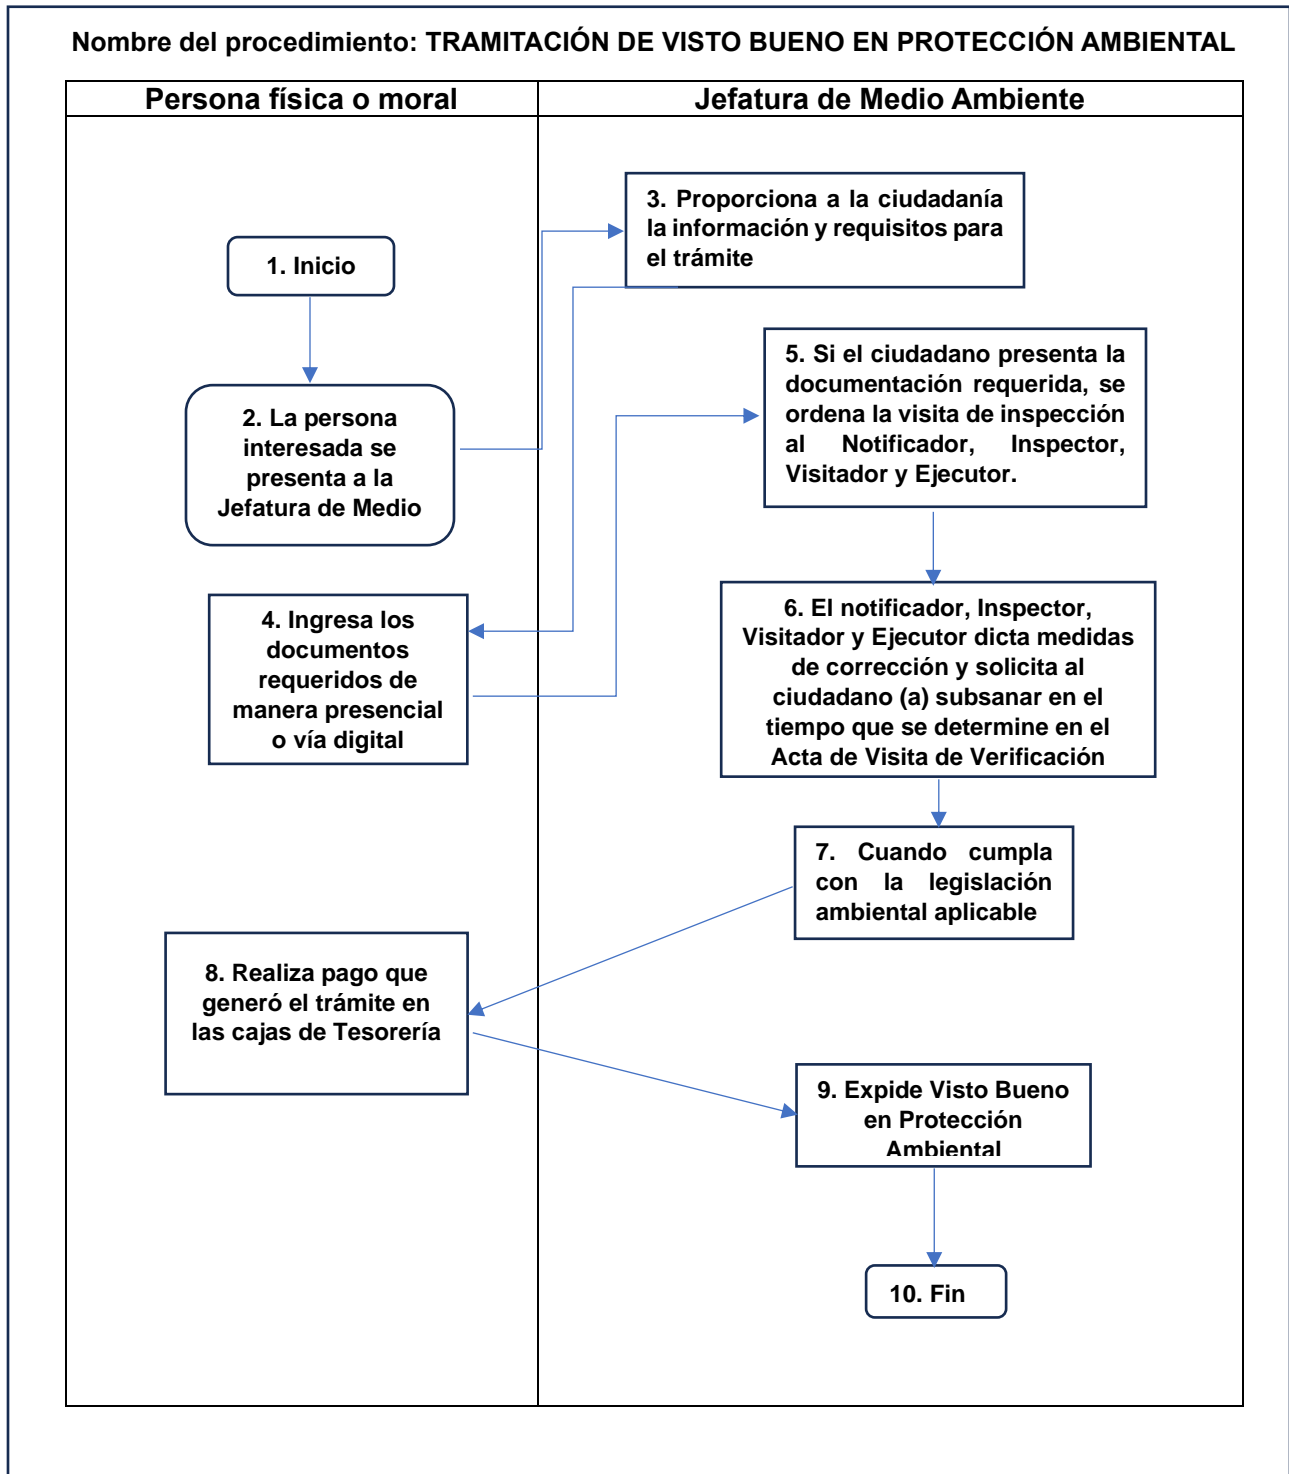 Nombre del procedimiento: TRAMITACIÓN DE VISTO BUENO EN PROTECCIÓN AMBIENTAL
Persona física o moral
Jefatura de Medio Ambiente
1. Inicio
2. La persona
interesada se
presenta a la
Jefatura de Medio
3. Proporciona a la ciudadanía
la información y requisitos para
el trámite
4. Ingresa los
documentos
requeridos de
manera presencial
o vía digital
5. Si el ciudadano presenta la
documentación requerida, se
ordena la visita de inspección
al Notificador, Inspector,
Visitador y Ejecutor.
6. El notificador, Inspector,
Visitador y Ejecutor dicta medidas
de corrección y solicita al
ciudadano (a) subsanar en el
tiempo que se determine en el
Acta de Visita de Verificación
7. Cuando cumpla
con la legislación
ambiental aplicable
8. Realiza pago que
generó el trámite en
las cajas de Tesorería
9. Expide Visto Bueno
en Protección
Ambiental
10. Fin